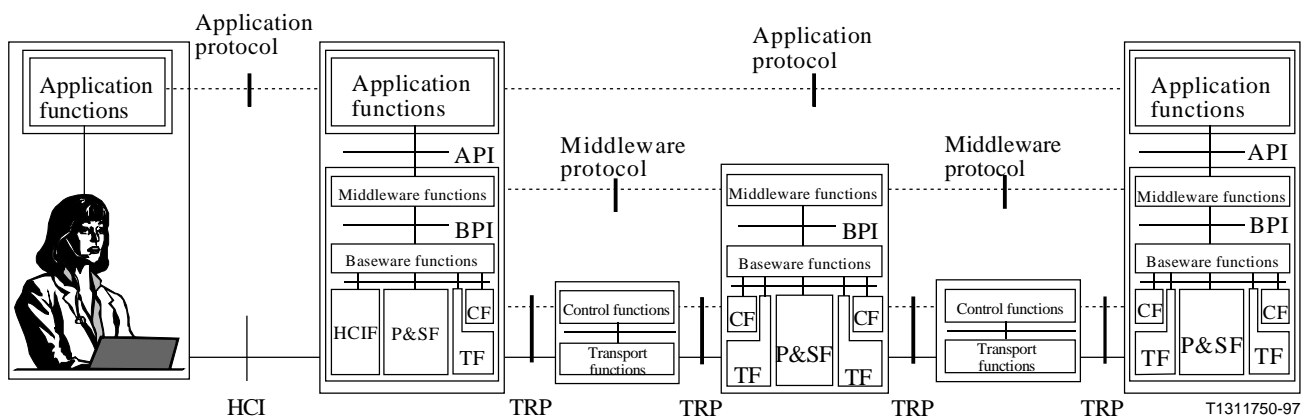 Application
protocol
Application
protocol
Application
functions
Application
functions
Application
functions
API
API
Middleware
protocol
Middleware
protocol
Middleware functions
Middleware functions
Middleware functions
BPI
BPI
BPI
Baseware functions
Baseware functions
Baseware functions
HCIF
P&SF
CF
TF
Control functions
Transport
functions
CF
TF
P&SF
CF
TF
Control functions
Transport
functions
CF
TF
P&SF
CF
TF
HCI
TRP
TRP
TRP
TRP
T1311750-97